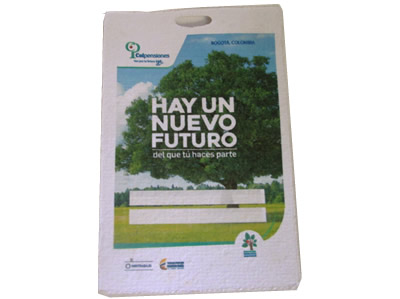 Colpensiones
BOGOTÁ, COLOMBIA
HAY UN
NUEVO
FUTURO
del que tú haces parte